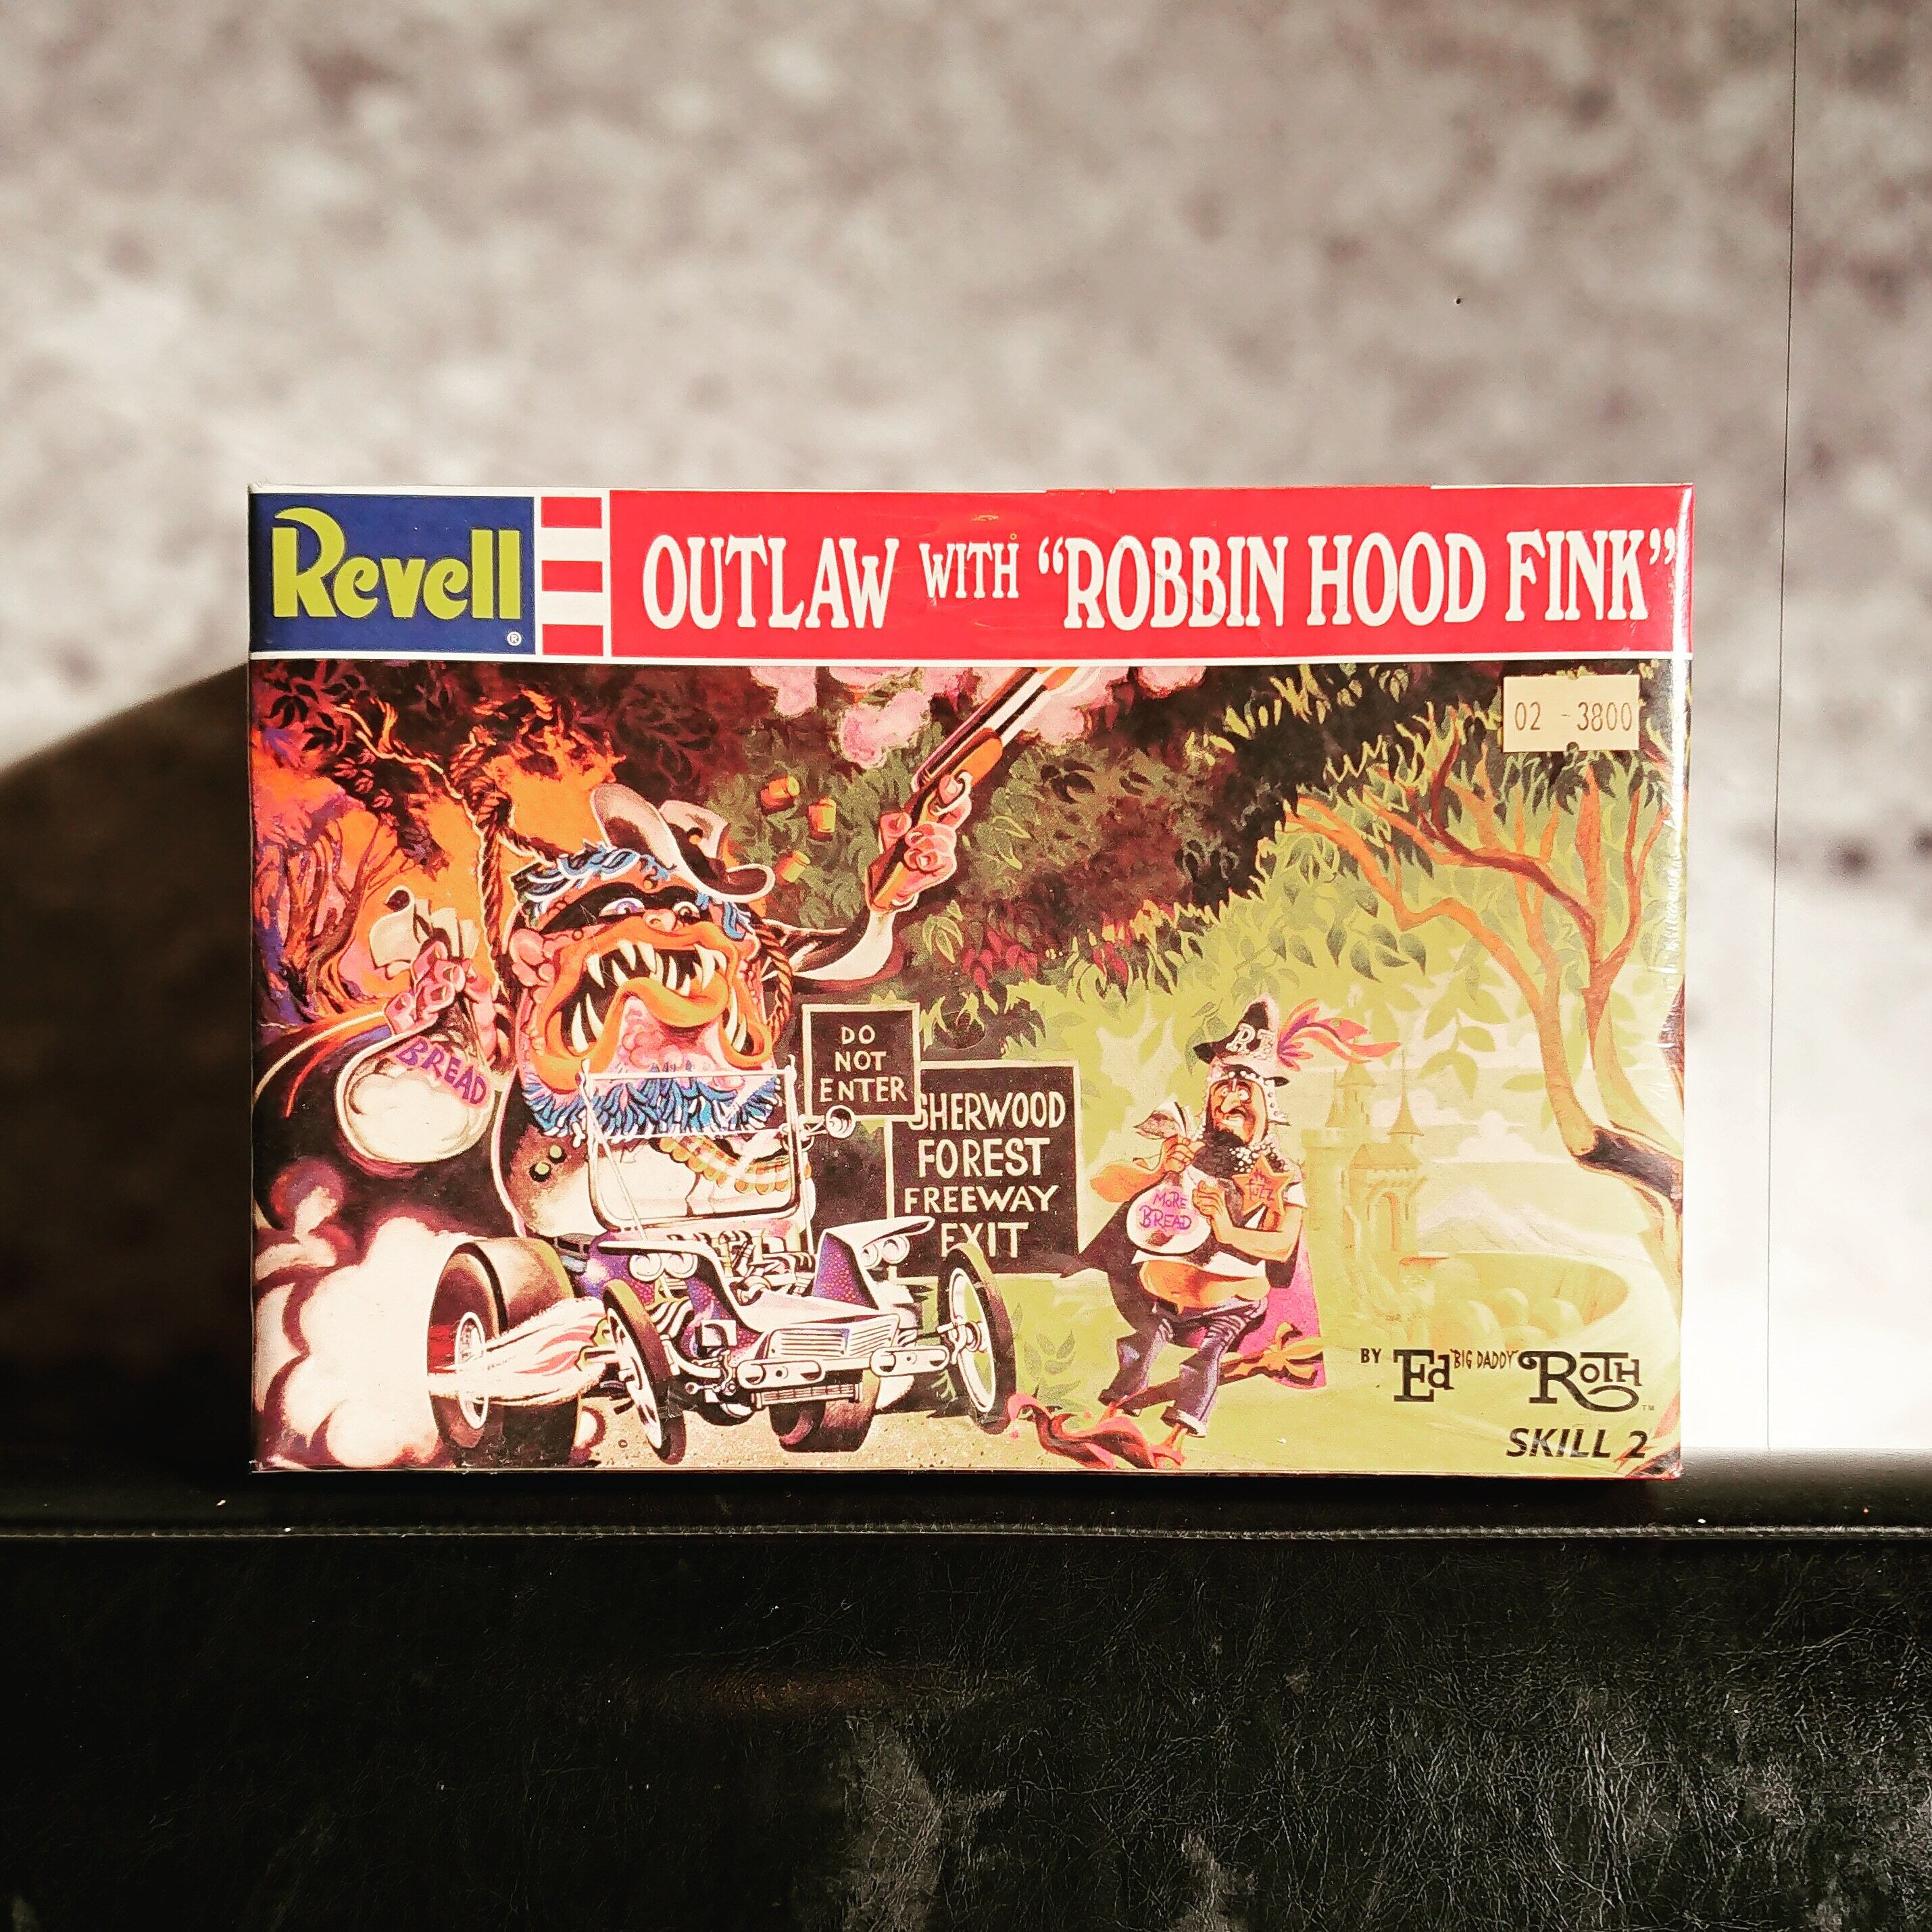 Revell
®
OUTLAW WITH “ROBBIN HOOD FINK”
02 -3800
BREAD
DO
NOT
ENTER
SHERWOOD
FOREST
FREEWAY
EXIT
MORE
BREAD
BY Ed "BIG DADDY" ROTH™
SKILL 2